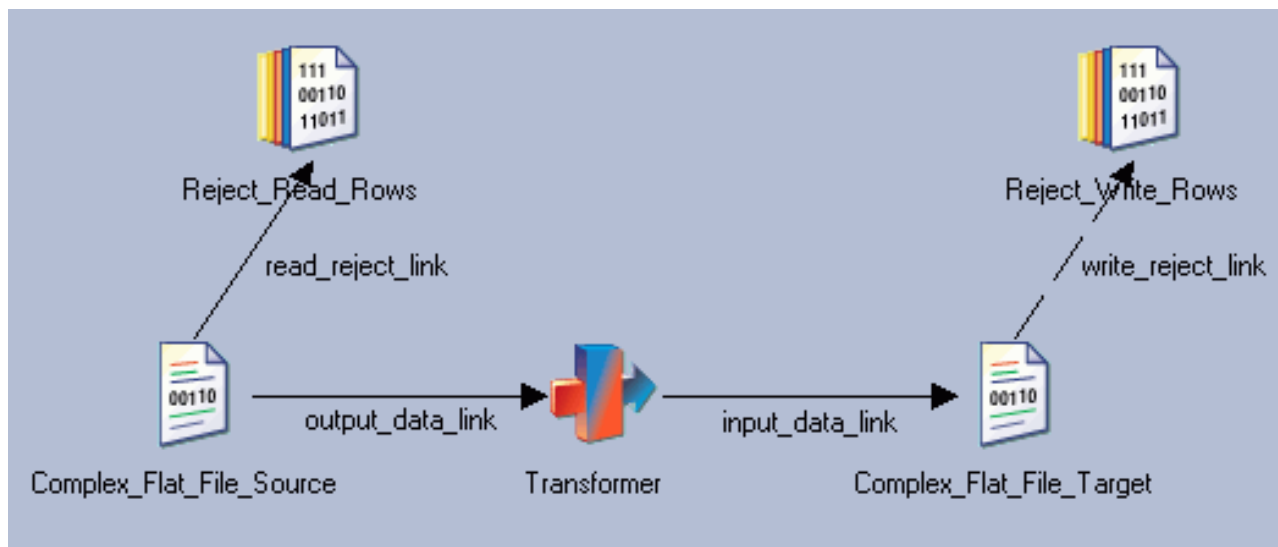 111
00110
11011
111
00110
11011
Reject_Read_Rows
Reject_Write_Rows
read_reject_link
write_reject_link
00110
00110
output_data_link
input_data_link
Complex_Flat_File_Source
Transformer
Complex_Flat_File_Target